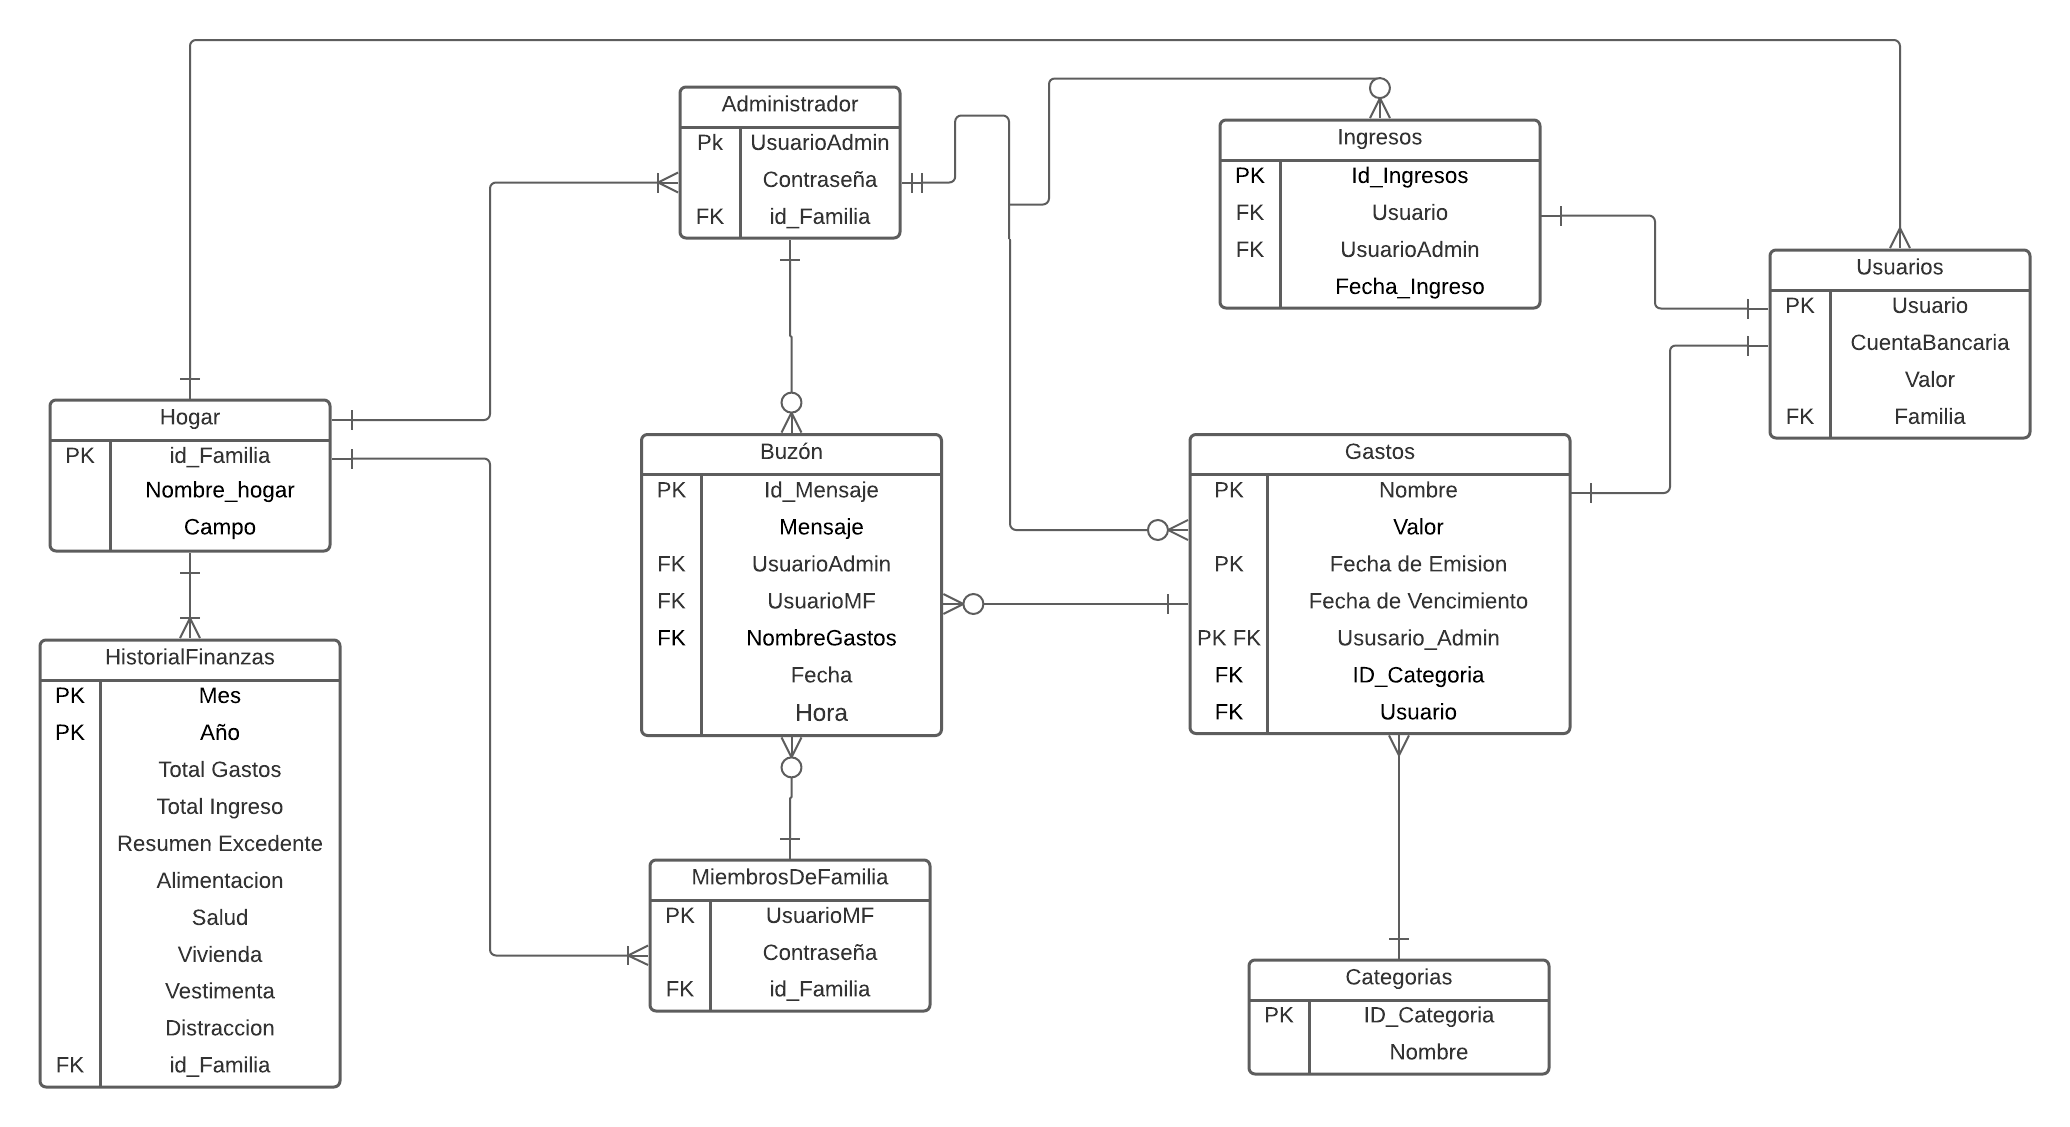 Administrador
Pk UsuarioAdmin
Contraseña
FK id_Familia
Ingresos
PK Id_Ingresos
FK Usuario
FK UsuarioAdmin
Fecha_Ingreso
Usuarios
PK Usuario
CuentaBancaria
Valor
FK Familia
Hogar
PK id_Familia
Nombre_hogar
Campo
Buzón
PK Id_Mensaje
Mensaje
FK UsuarioAdmin
FK UsuarioMF
FK NombreGastos
Fecha
Hora
Gastos
PK Nombre
Valor
PK Fecha de Emision
Fecha de Vencimiento
PK FK Ususario_Admin
FK ID_Categoria
FK Usuario
HistorialFinanzas
PK Mes
PK Año
Total Gastos
Total Ingreso
Resumen Excedente
Alimentacion
Salud
Vivienda
Vestimenta
Distraccion
FK id_Familia
MiembrosDeFamilia
PK UsuarioMF
Contraseña
FK id_Familia
Categorias
PK ID_Categoria
Nombre